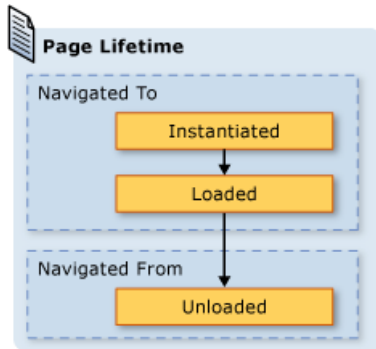 Page Lifetime
Navigated To
Instantiated
Loaded
Navigated From
Unloaded